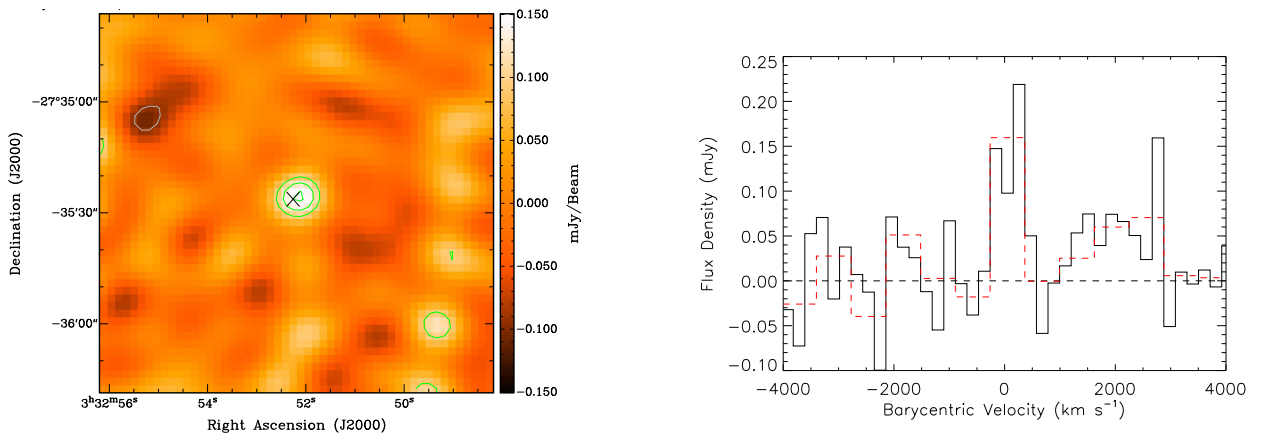 Declination (J2000)
−27°35′00″
−35′30″
−36′00″
3ʰ32ᵐ56ˢ
54ˢ
52ˢ
50ˢ
Right Ascension (J2000)
0.150
0.100
0.050
0.000
−0.050
−0.100
−0.150
mJy/Beam
Flux Density (mJy)
0.25
0.20
0.15
0.10
0.05
0.00
−0.05
−0.10
−4000
−2000
0
2000
4000
Barycentric Velocity (km s⁻¹)